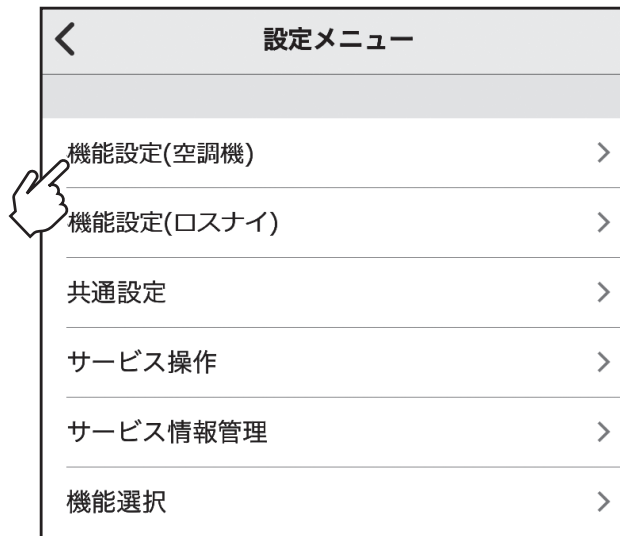 設定メニュー
機能設定(空調機)
機能設定(ロスナイ)
共通設定
サービス操作
サービス情報管理
機能選択